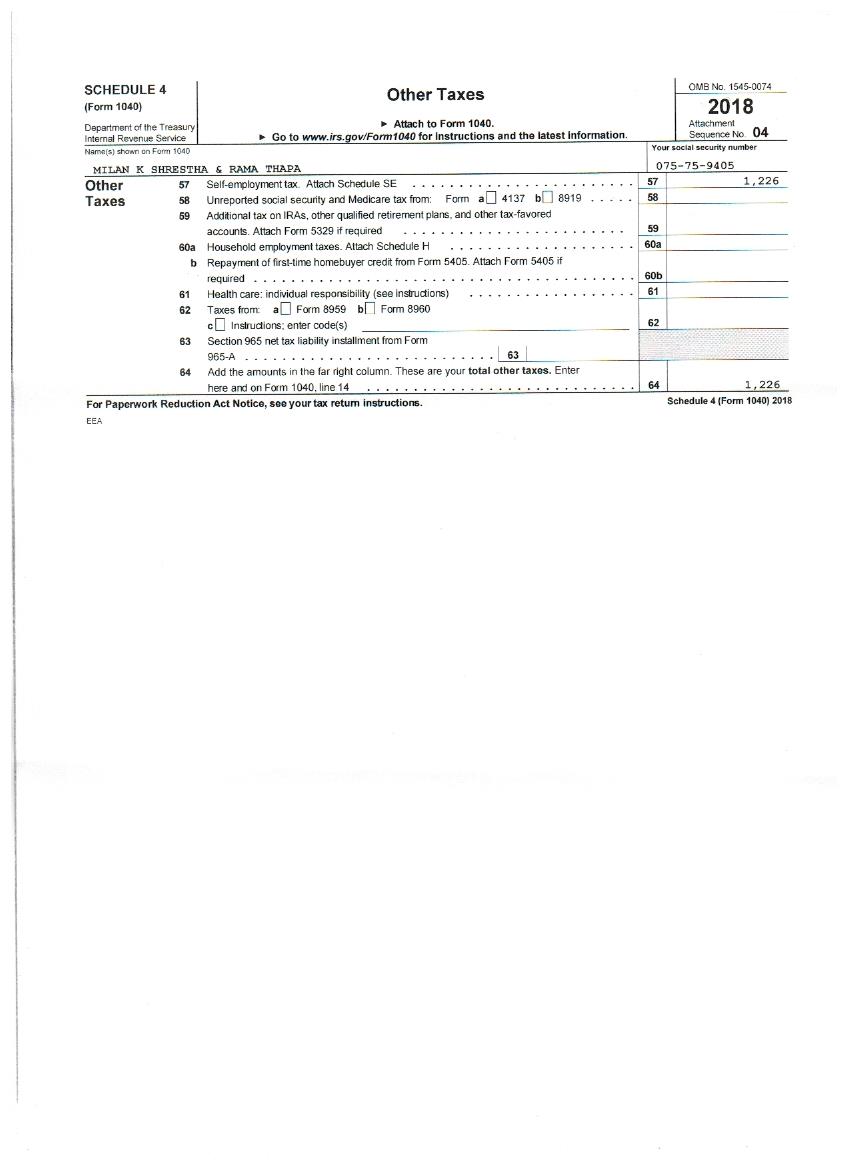 SCHEDULE 4
(Form 1040)
Department of the Treasury
Internal Revenue Service
Other Taxes
► Attach to Form 1040.
► Go to www.irs.gov/Form1040 for instructions and the latest information.
OMB No. 1545-0074
2018
Attachment
Sequence No. 04
Name(s) shown on Form 1040
Your social security number
MILAN K SHRESTHA & RAMA THAPA 075-75-9405
Other Taxes
57 Self-employment tax. Attach Schedule SE . . . . . . . . . . . . . . . . . . . . . . . . 57 1,226
58 Unreported social security and Medicare tax from: Form a☐ 4137 b☐ 8919 . . . . . 58
59 Additional tax on IRAs, other qualified retirement plans, and other tax-favored
accounts. Attach Form 5329 if required . . . . . . . . . . . . . . . . . . . . . . . . 59
60a Household employment taxes. Attach Schedule H . . . . . . . . . . . . . . . . . . . . 60a
b Repayment of first-time homebuyer credit from Form 5405. Attach Form 5405 if
required . . . . . . . . . . . . . . . . . . . . . . . . . . . . . . . . . . . . . . . . . 60b
61 Health care: individual responsibility (see instructions) . . . . . . . . . . . . . . . . . . 61
62 Taxes from: a☐ Form 8959 b☐ Form 8960
c☐ Instructions; enter code(s) 62
63 Section 965 net tax liability installment from Form
965-A . . . . . . . . . . . . . . . . . . . . . . . . . . . 63
64 Add the amounts in the far right column. These are your total other taxes. Enter
here and on Form 1040, line 14 . . . . . . . . . . . . . . . . . . . . . . . . . . . . . 64 1,226
For Paperwork Reduction Act Notice, see your tax return instructions.
Schedule 4 (Form 1040) 2018
EEA